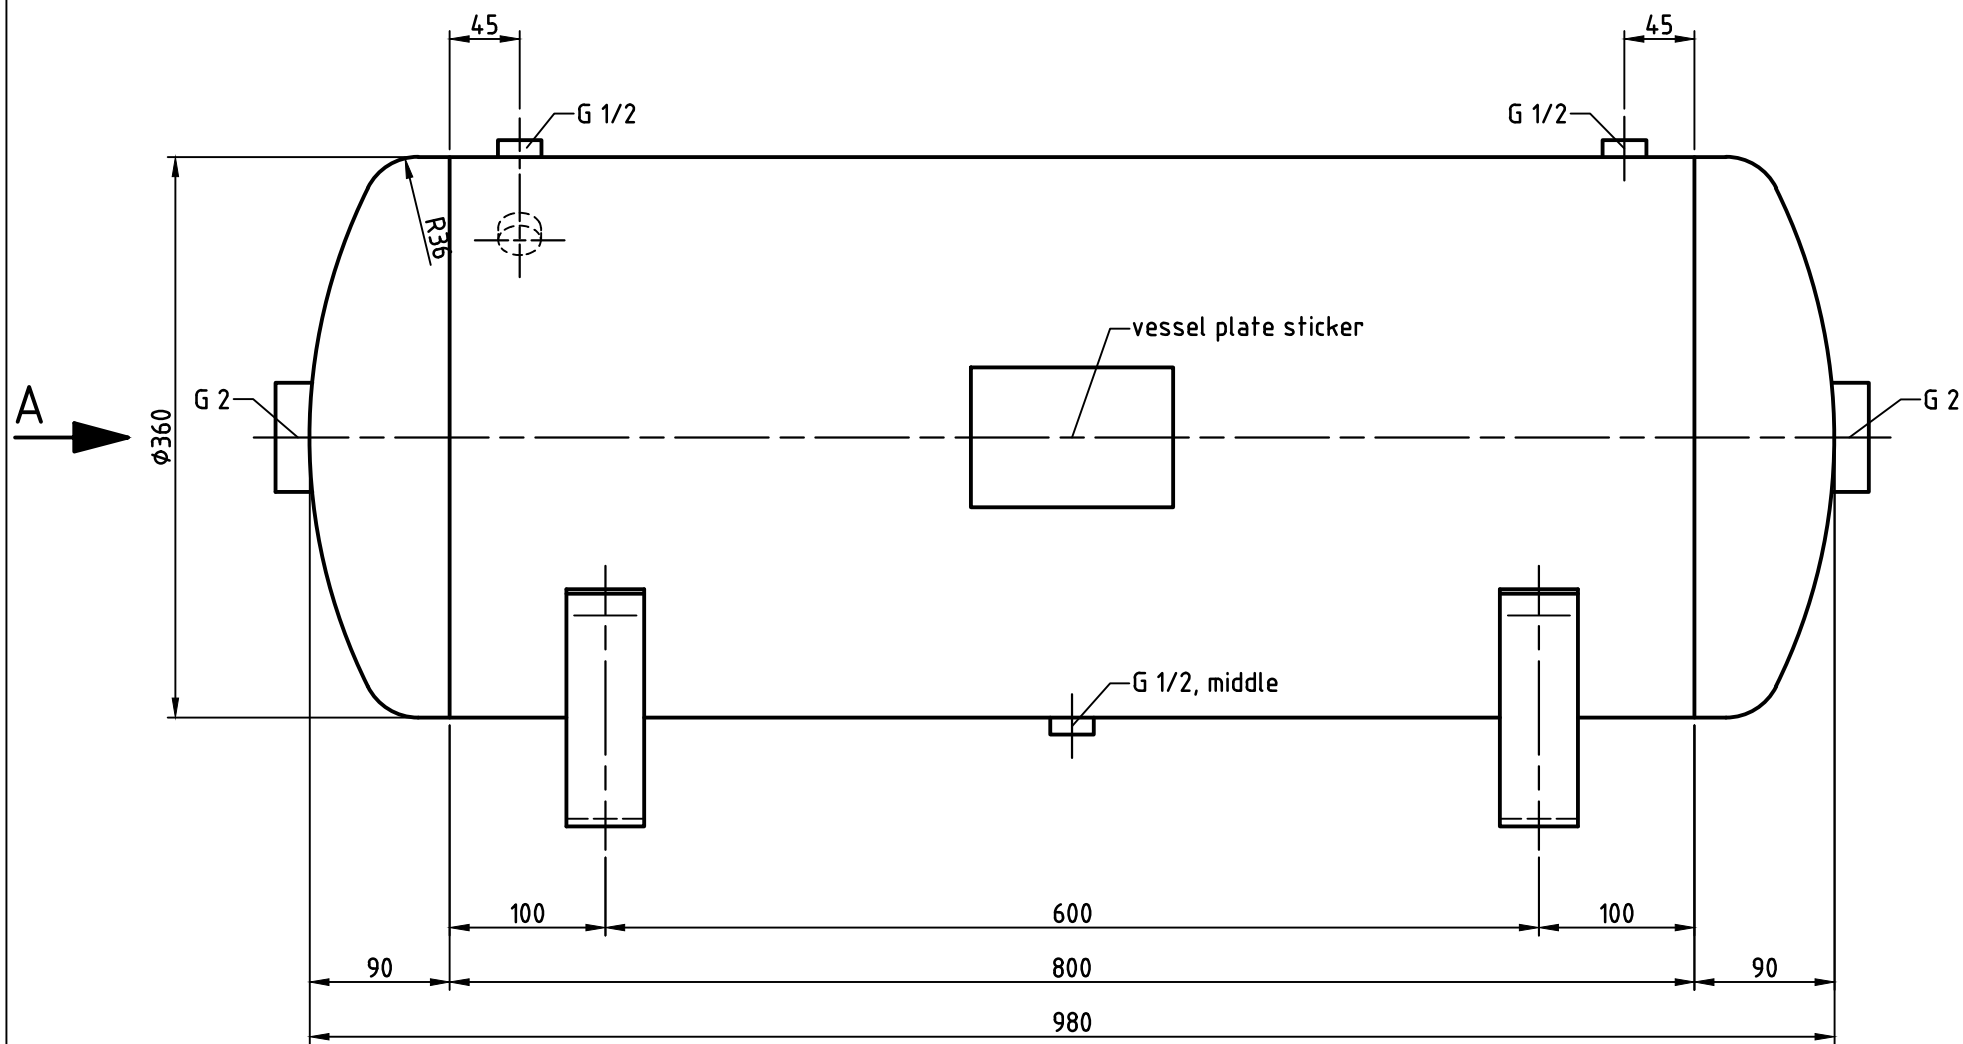 45
45
G 1/2
G 1/2
R36
vessel plate sticker
A
G 2
G 2
⌀360
G 1/2, middle
100
600
100
90
800
90
980